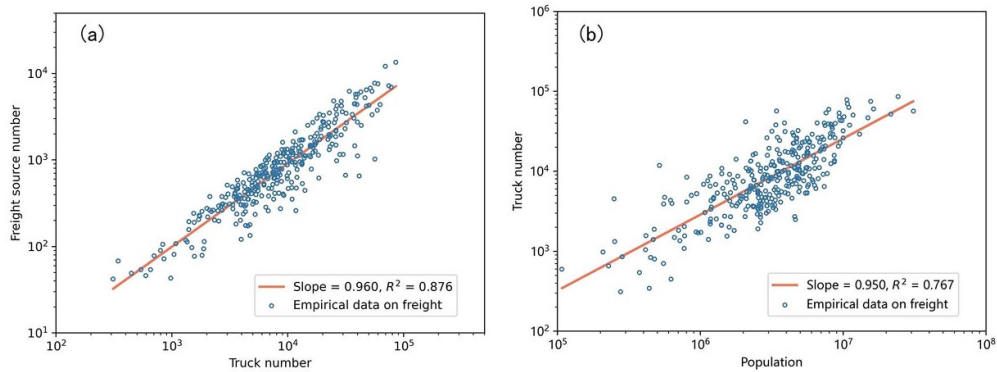 (a)
Freight source number
10^4
10^3
10^2
10^1
Slope = 0.960, R^2 = 0.876
Empirical data on freight
10^2 10^3 10^4 10^5
Truck number
(b)
Truck number
10^6
10^5
10^4
10^3
10^2
Slope = 0.950, R^2 = 0.767
Empirical data on freight
10^5 10^6 10^7 10^8
Population